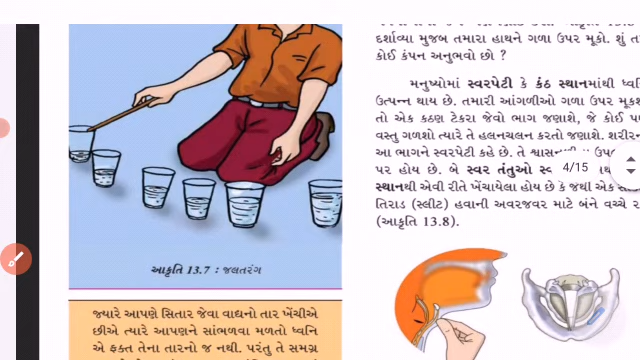 આકૃતિ 13.7 : જલતરંગ
જ્યારે આપણે સિતાર જેવા વાદ્યનો તાર ખેંચીએ
છીએ ત્યારે આપણને સાંભળવા મળતો ધ્વનિ
એ ફક્ત તેના તારનો જ નથી. પરંતુ તે સમગ્ર
દર્શાવ્યા મુજબ તમારા હાથને ગળા ઉપર મૂકો. શું
કોઈ કંપન અનુભવો છો ?
મનુષ્યોમાં સ્વરપેટી કે કંઠ સ્થાનમાંથી
ઉત્પન્ન થાય છે. તમારી આંગળીઓ ગળા ઉપર
તો એક કઠણ ટેકરા જેવો ભાગ જણાશે, જે કોઈ
વસ્તુ ગળશો ત્યારે તે હલનચલન કરતો જણાશે.
આ ભાગને સ્વરપેટી કહે છે. તે
પર હોય છે. બે સ્વર તંતુઓ
4/15
સ્થાનથી એવી રીતે ખેંચાયેલા હોય છે કે જથી એક
તિરાડ (સ્લીટ) હવાની અવરજવર માટે બંને વચ્ચે
(આકૃતિ 13.8).